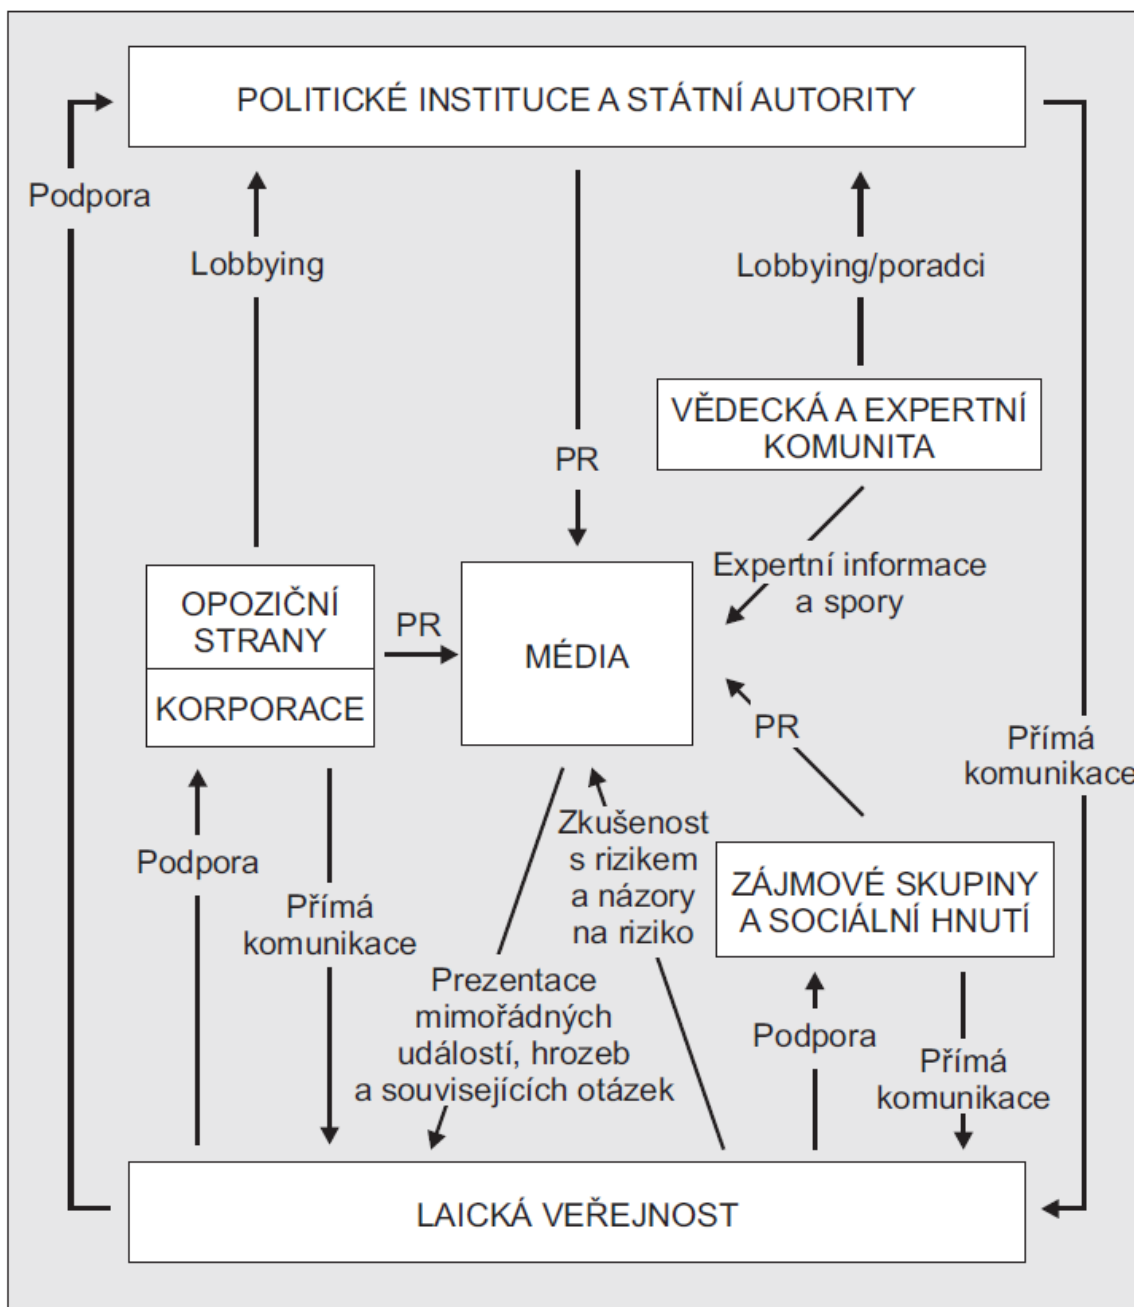 POLITICKÉ INSTITUCE A STÁTNÍ AUTORITY
Podpora
Lobbying
Lobbying/poradci
VĚDECKÁ A EXPERTNÍ
KOMUNITA
PR
Expertní informace
a spory
OPOZIČNÍ
STRANY
KORPORACE
PR
MÉDIA
PR
Přímá
komunikace
Podpora
Přímá
komunikace
Zkušenost
s rizikem
a názory
na riziko
ZÁJMOVÉ SKUPINY
A SOCIÁLNÍ HNUTÍ
Prezentace
mimořádných
událostí, hrozeb
a souvisejících otázek
Podpora
Přímá
komunikace
LAICKÁ VEŘEJNOST